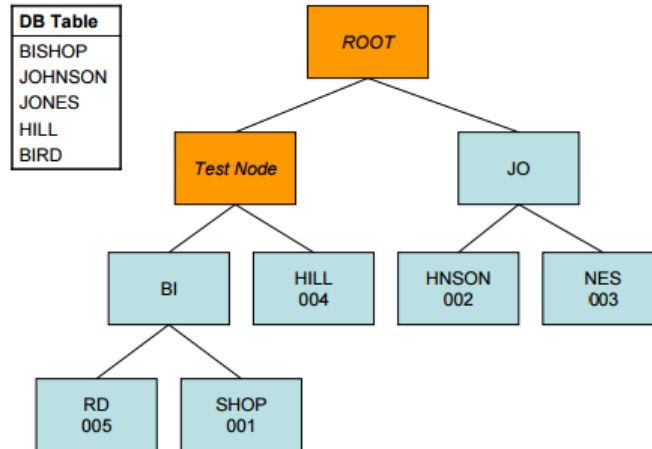 DB Table
BISHOP
JOHNSON
JONES
HILL
BIRD
ROOT
Test Node
JO
BI
HILL
004
HNSON
002
NES
003
RD
005
SHOP
001